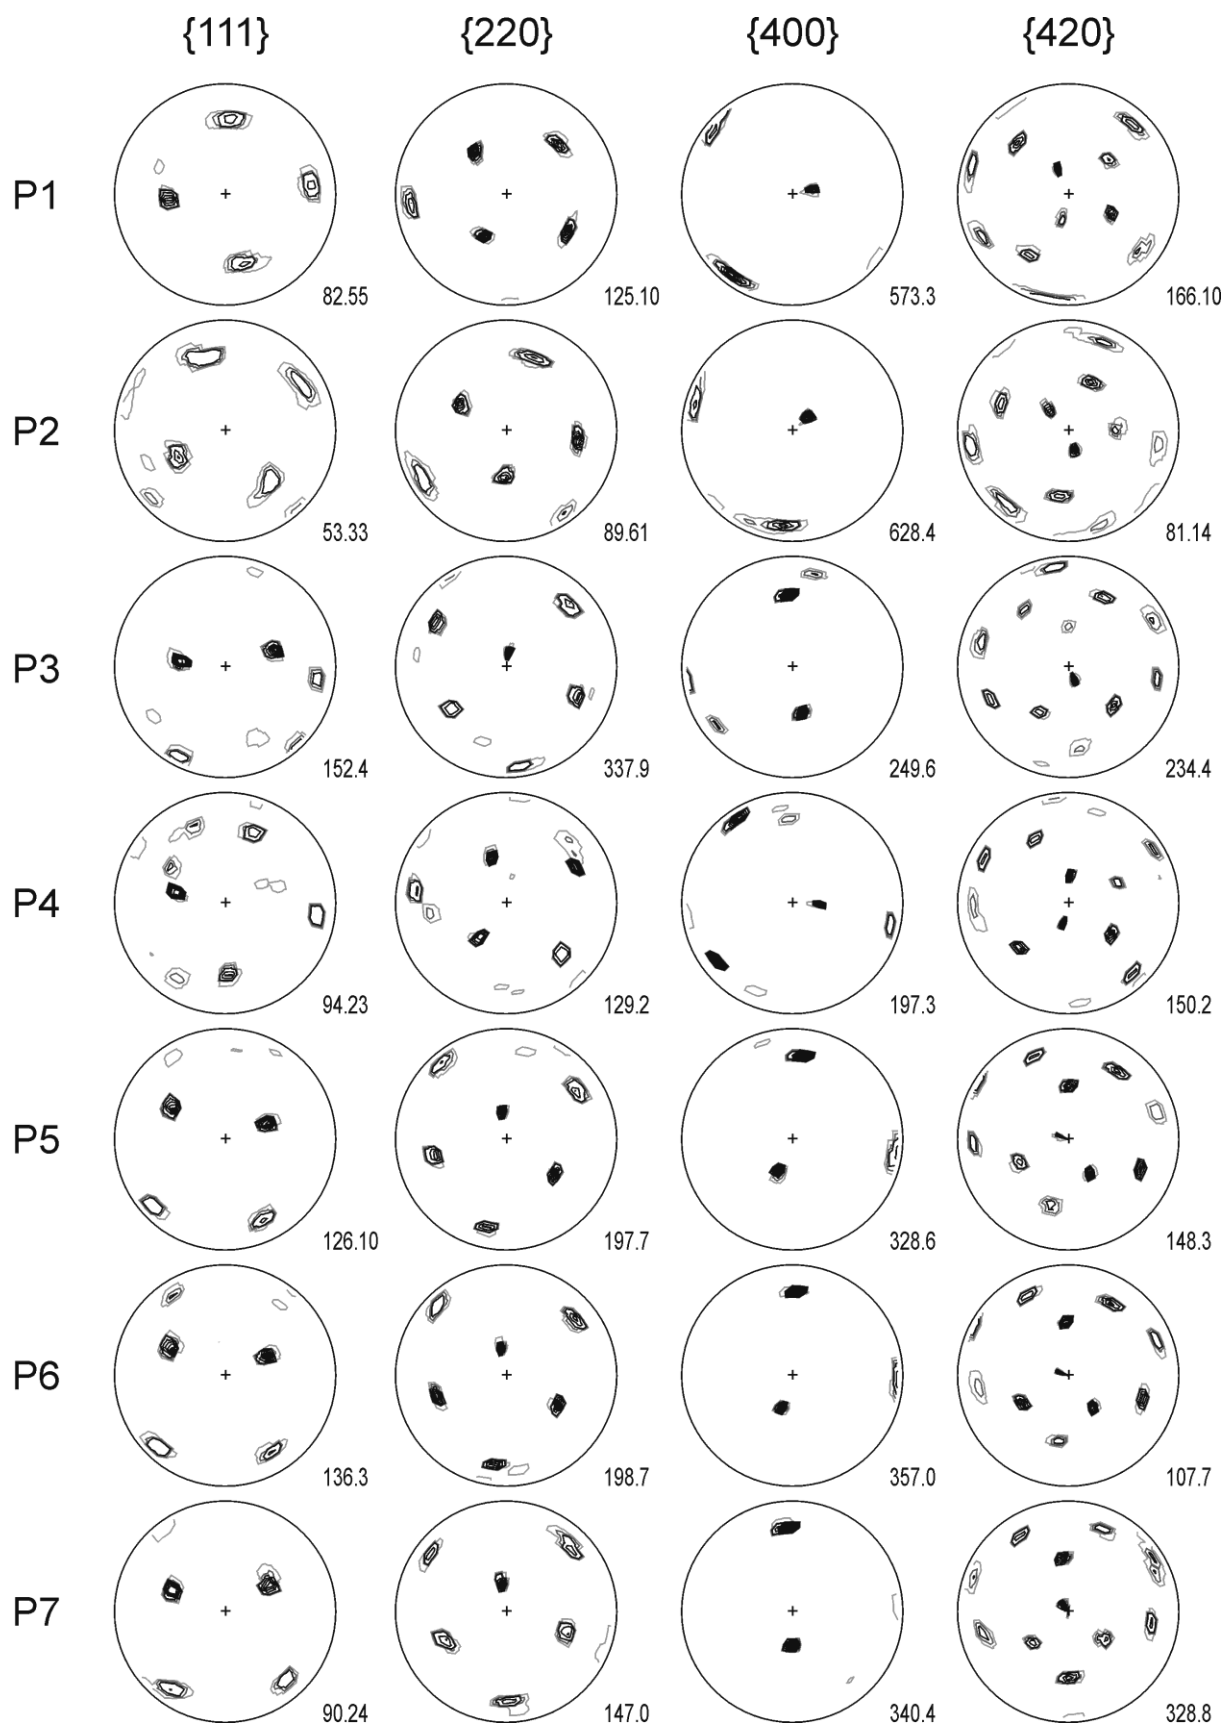 {111} {220} {400} {420}
P1 82.55 125.10 573.3 166.10
P2 53.33 89.61 628.4 81.14
P3 152.4 337.9 249.6 234.4
P4 94.23 129.2 197.3 150.2
P5 126.10 197.7 328.6 148.3
P6 136.3 198.7 357.0 107.7
P7 90.24 147.0 340.4 328.8